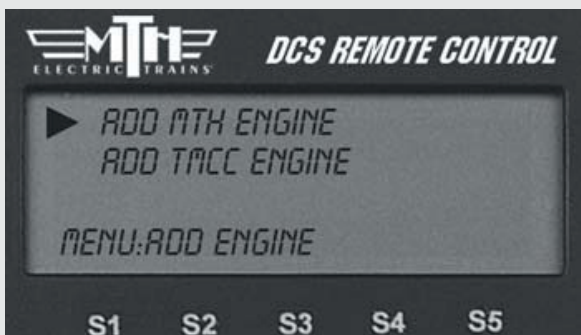 MTH
ELECTRIC TRAINS
DCS REMOTE CONTROL
ADD MTH ENGINE
ADD TMCC ENGINE
MENU:ADD ENGINE
S1 S2 S3 S4 S5